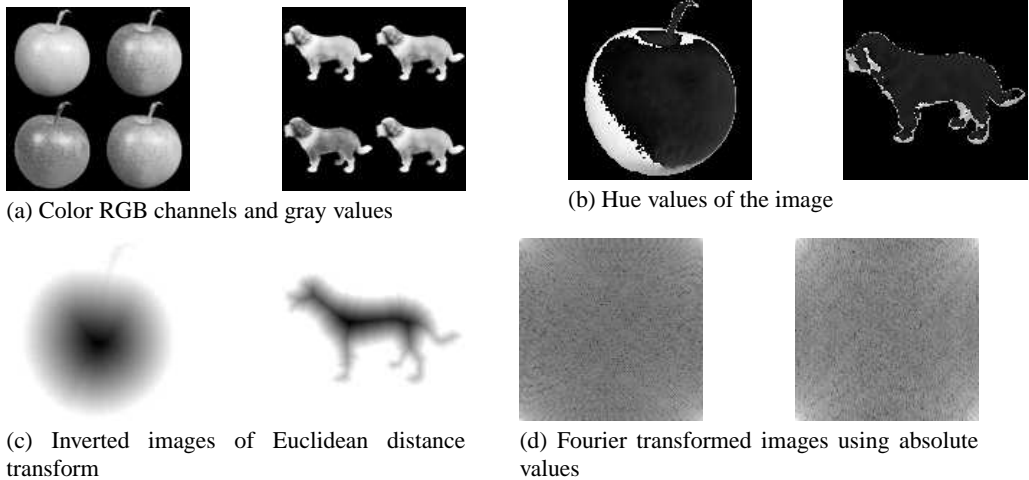 (a) Color RGB channels and gray values
(b) Hue values of the image
(c) Inverted images of Euclidean distance
transform
(d) Fourier transformed images using absolute
values